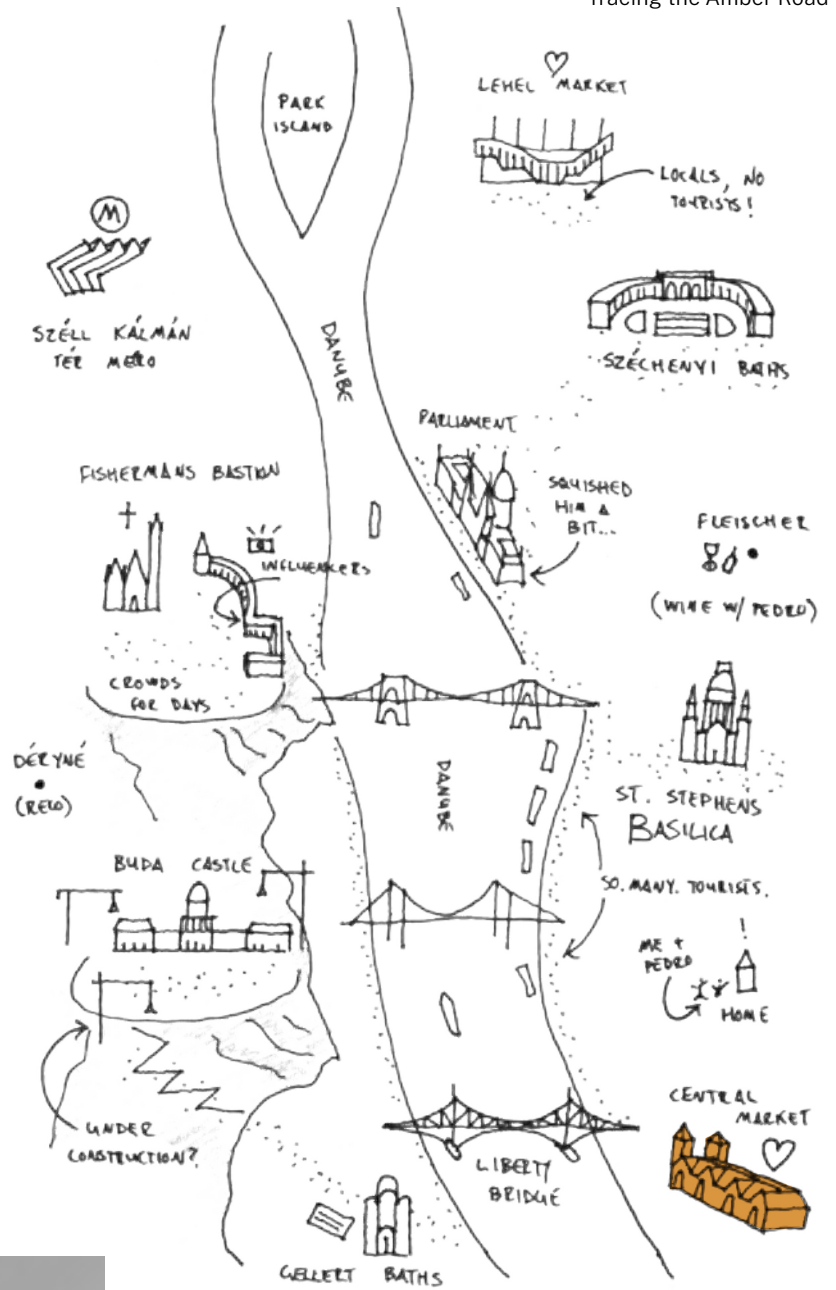 Tracing the Amber Road
PARK
ISLAND
LEHEL MARKET
LOCALS, NO
TOURISTS!
M
SZÉLL KÁLMÁN
TÉR METRO
SZÉCHENYI BATHS
DANUBE
PARLIAMENT
SQUISHED
HIM A
BIT...
FISHERMANS BASTION
INFLUENCERS
FLEISCHER
(WINE W/ PEDRO)
CROWDS
FOR DAYS
DÉRYNÉ
(RECO)
DANUBE
ST. STEPHENS
BASILICA
BUDA CASTLE
SO. MANY. TOURISTS.
ME +
PEDRO
HOME
UNDER
CONSTRUCTION?
CENTRAL
MARKET
LIBERTY
BRIDGE
GELLERT BATHS